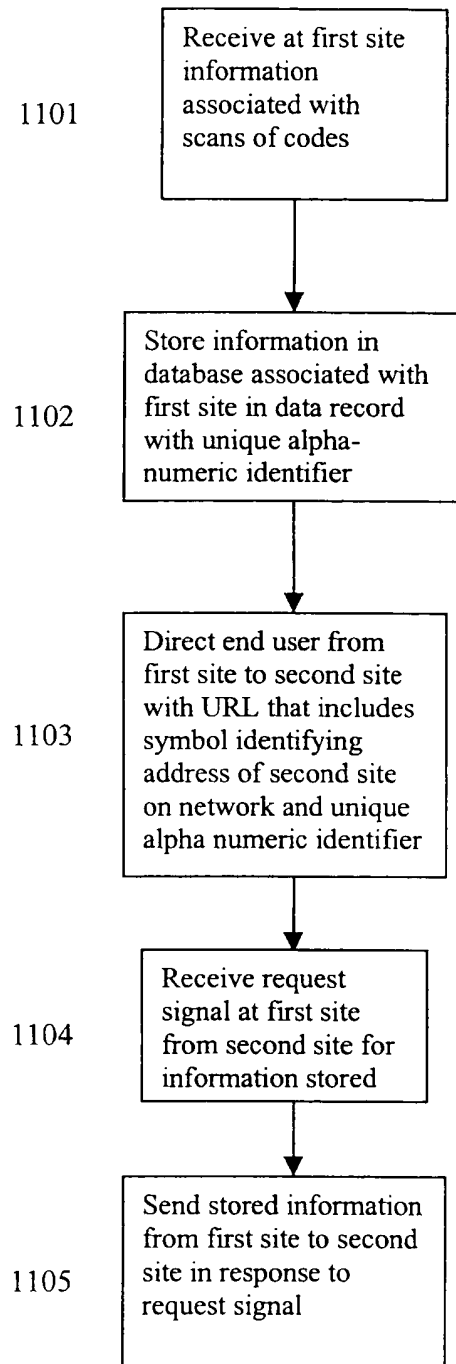 1101
Receive at first site
information
associated with
scans of codes
1102
Store information in
database associated with
first site in data record
with unique alpha-
numeric identifier
1103
Direct end user from
first site to second site
with URL that includes
symbol identifying
address of second site
on network and unique
alpha numeric identifier
1104
Receive request
signal at first site
from second site for
information stored
1105
Send stored information
from first site to second
site in response to
request signal